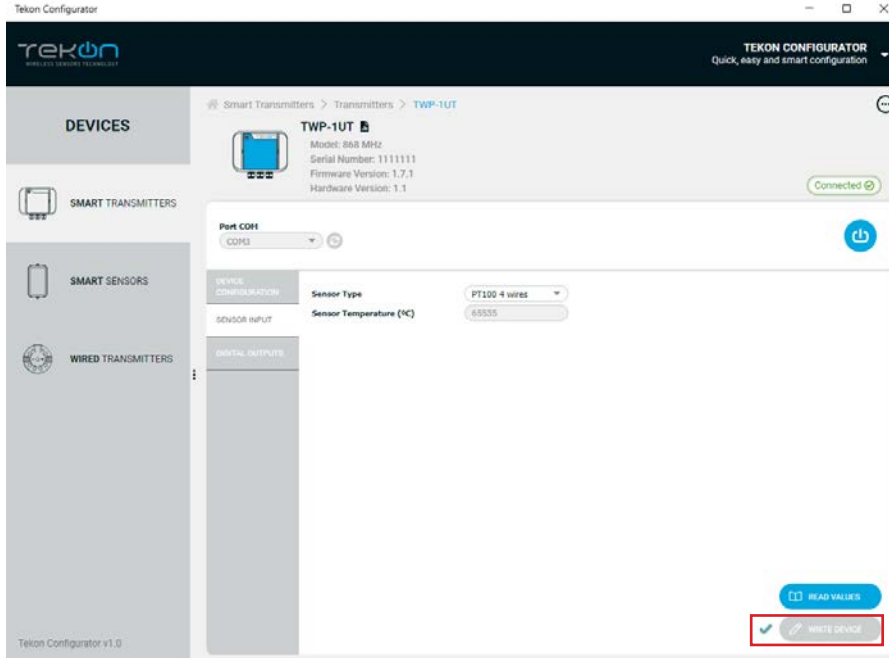 Tekon Configurator
TEKON
WIRELESS SENSORS TECHNOLOGY
TEKON CONFIGURATOR
Quick, easy and smart configuration
DEVICES
SMART TRANSMITTERS
SMART SENSORS
WIRED TRANSMITTERS
Tekon Configurator v1.0
Smart Transmitters > Transmitters > TWP-1UT
TWP-1UT
Model: 868 MHz
Serial Number: 1111111
Firmware Version: 1.7.1
Hardware Version: 1.1
Connected
Port COM
COM3
DEVICE
CONFIGURATION
SENSOR INPUT
DIGITAL OUTPUTS
Sensor Type PT100 4 wires
Sensor Temperature (ºC) 65535
READ VALUES
WRITE DEVICE